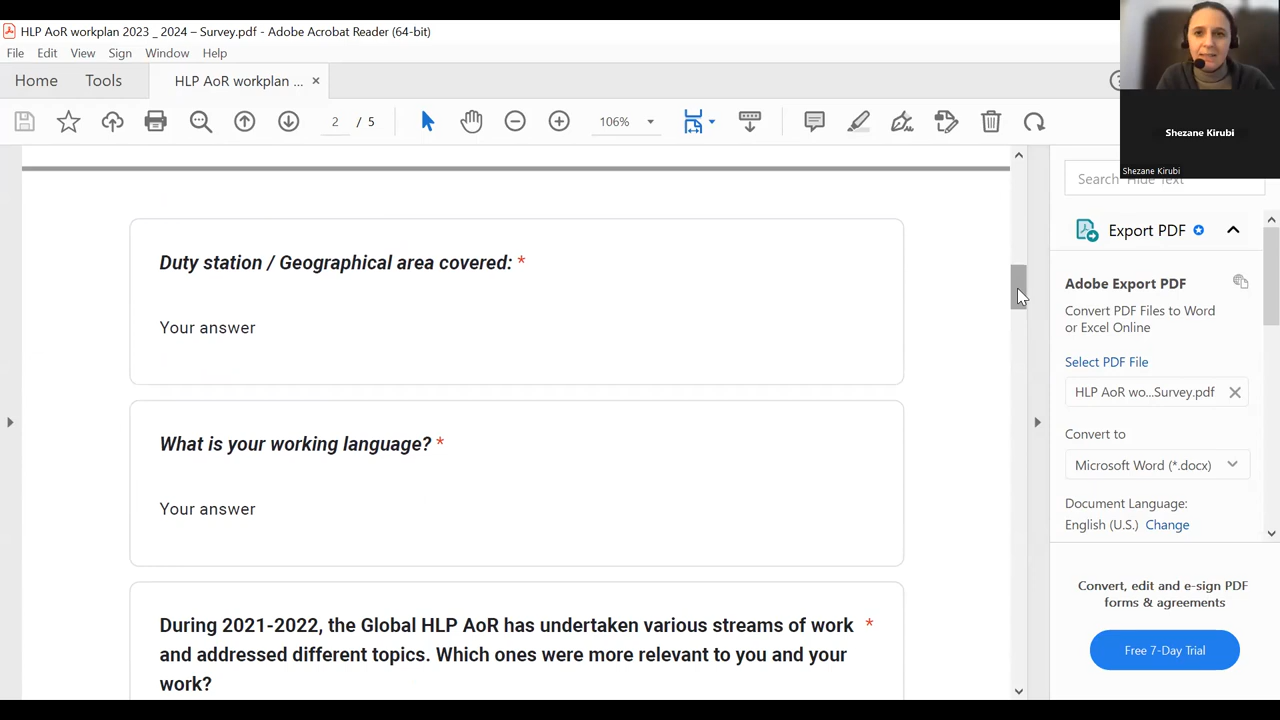 HLP AoR workplan 2023 _ 2024 – Survey.pdf - Adobe Acrobat Reader (64-bit)
File Edit View Sign Window Help
Home Tools HLP AoR workplan ...
2 / 5 106%
Shezane Kirubi
Shezane Kirubi
Export PDF
Adobe Export PDF
Convert PDF Files to Word
or Excel Online
Select PDF File
HLP AoR wo...Survey.pdf
Convert to
Microsoft Word (*.docx)
Document Language:
English (U.S.) Change
Convert, edit and e-sign PDF
forms & agreements
Free 7-Day Trial
Duty station / Geographical area covered: *
Your answer
What is your working language? *
Your answer
During 2021-2022, the Global HLP AoR has undertaken various streams of work *
and addressed different topics. Which ones were more relevant to you and your
work?